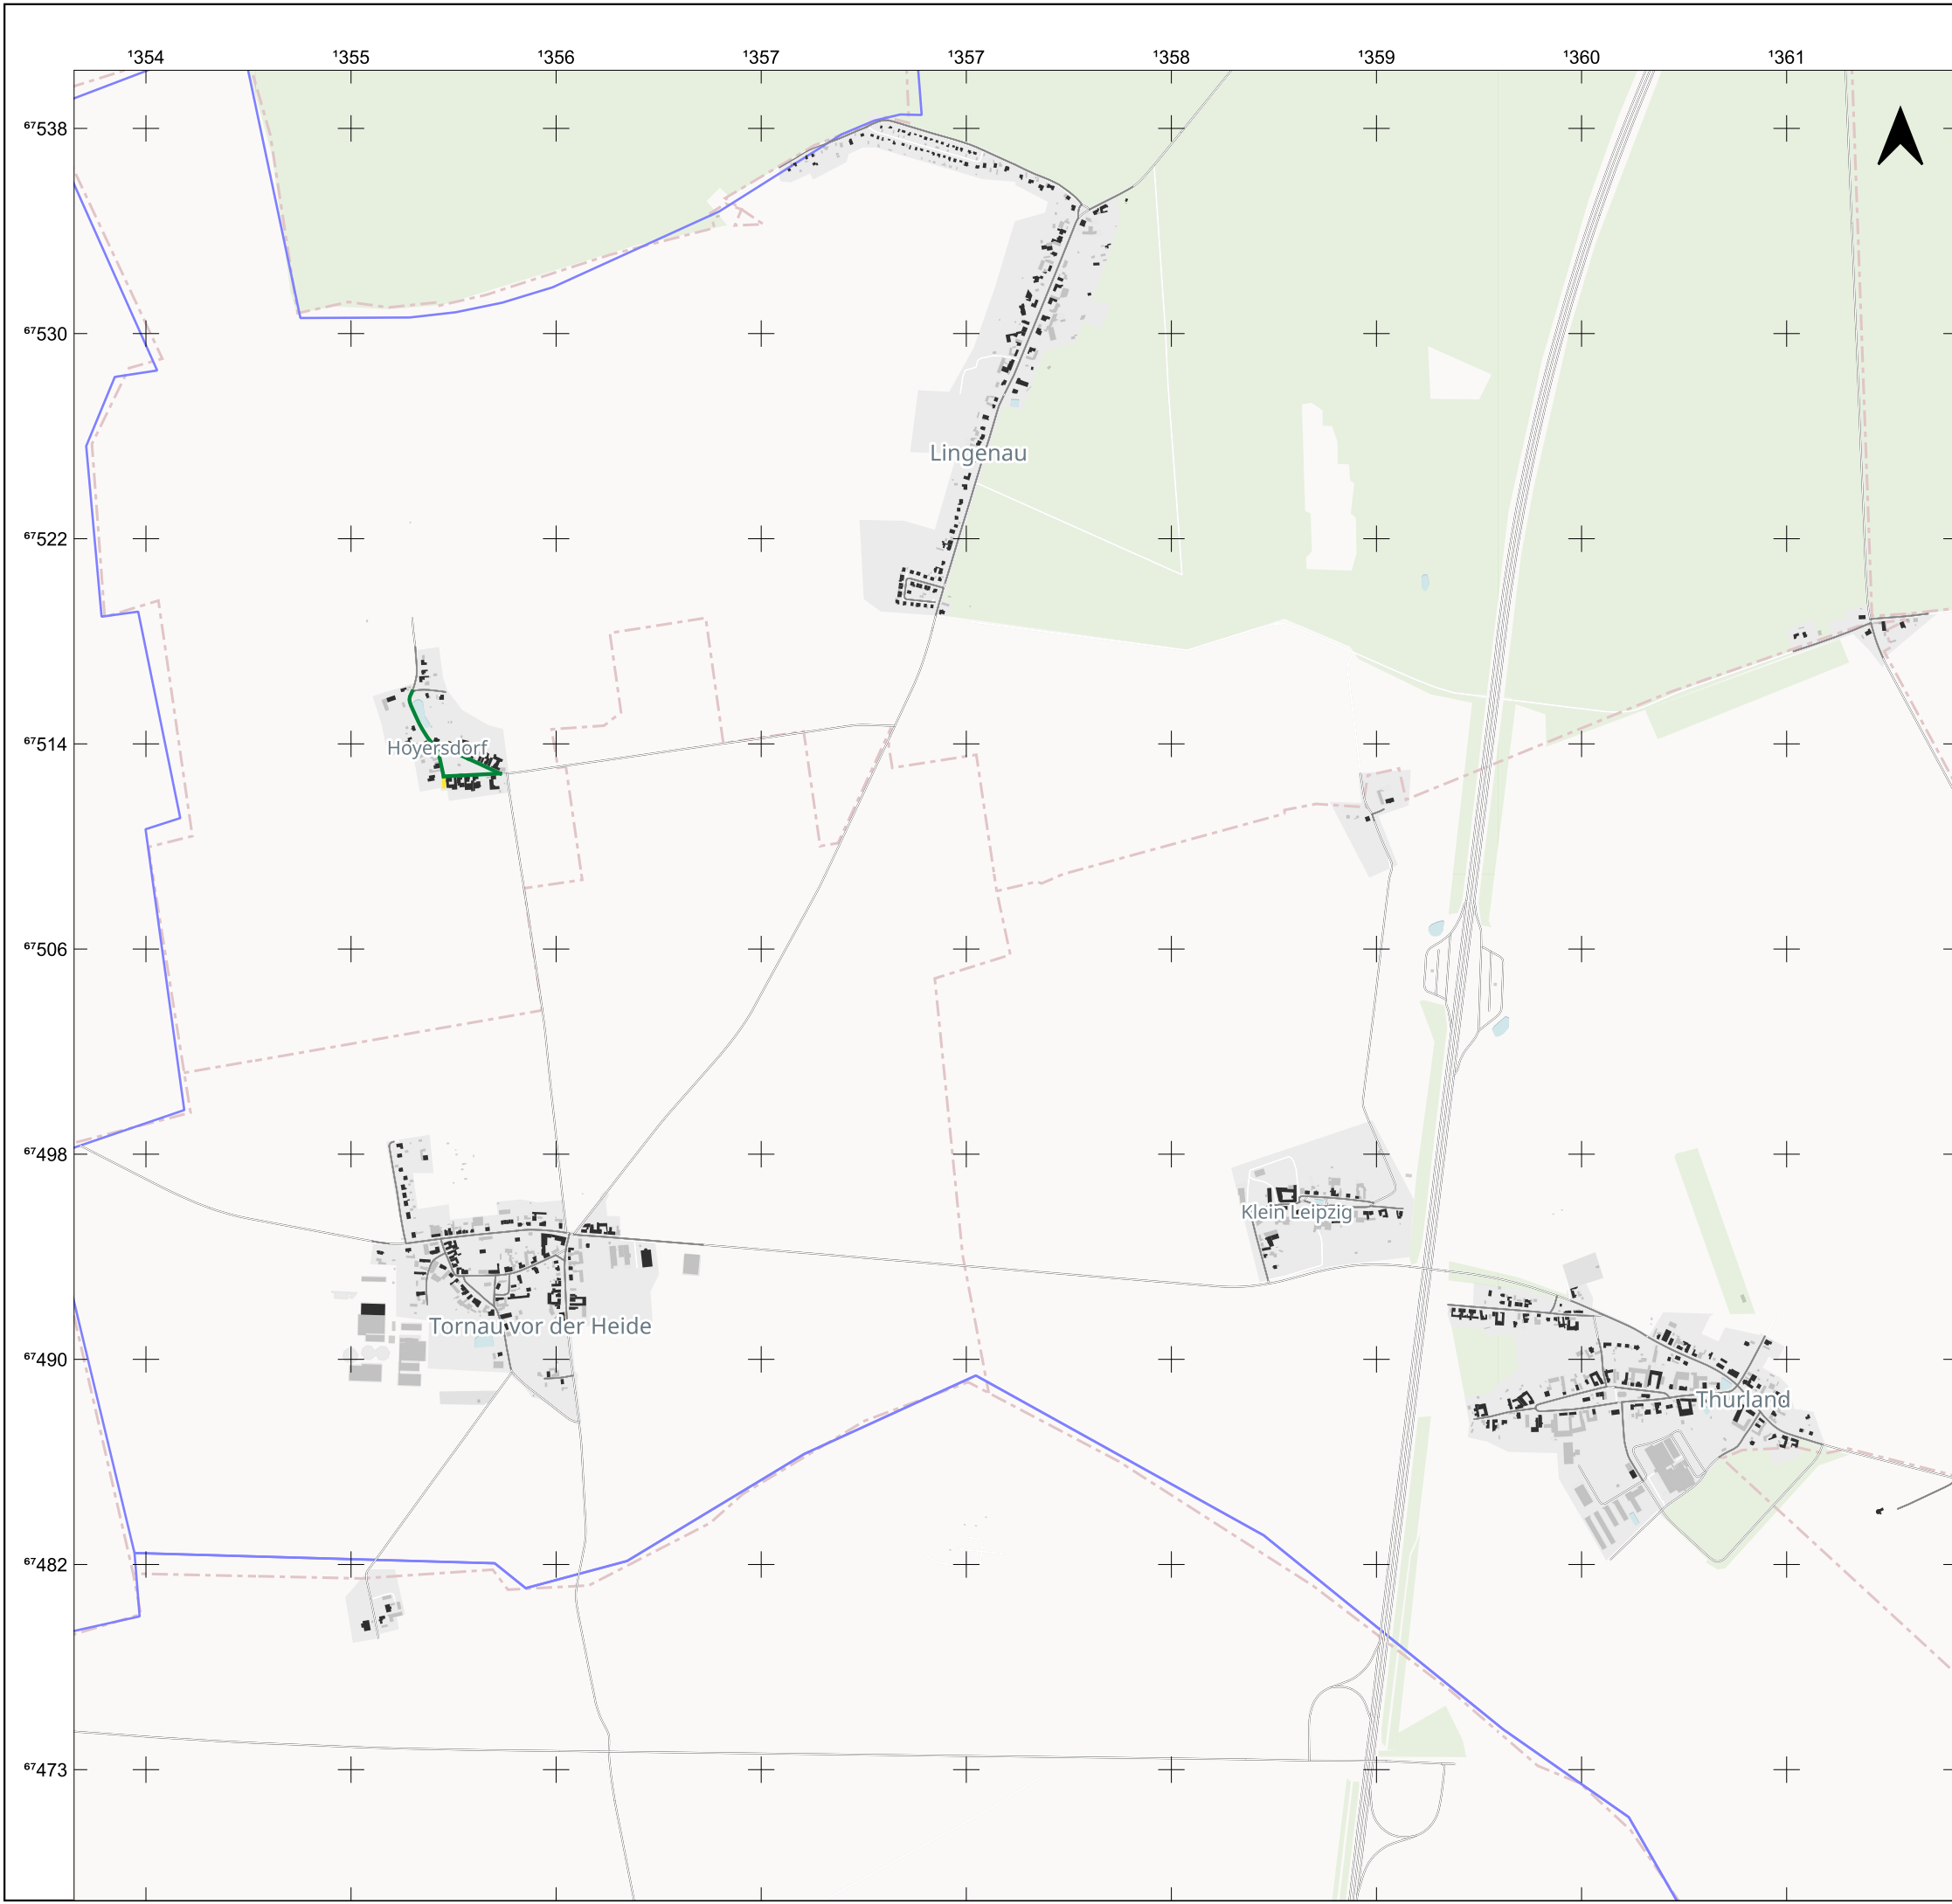 ¹354 ¹355 ¹356 ¹357 ¹357 ¹358 ¹359 ¹360 ¹361
⁶⁷538
⁶⁷530
Lingenau
⁶⁷522
⁶⁷514
Hoyersdorf
⁶⁷506
⁶⁷498
Klein Leipzig
Tornau vor der Heide
⁶⁷490
Thurland
⁶⁷482
⁶⁷473